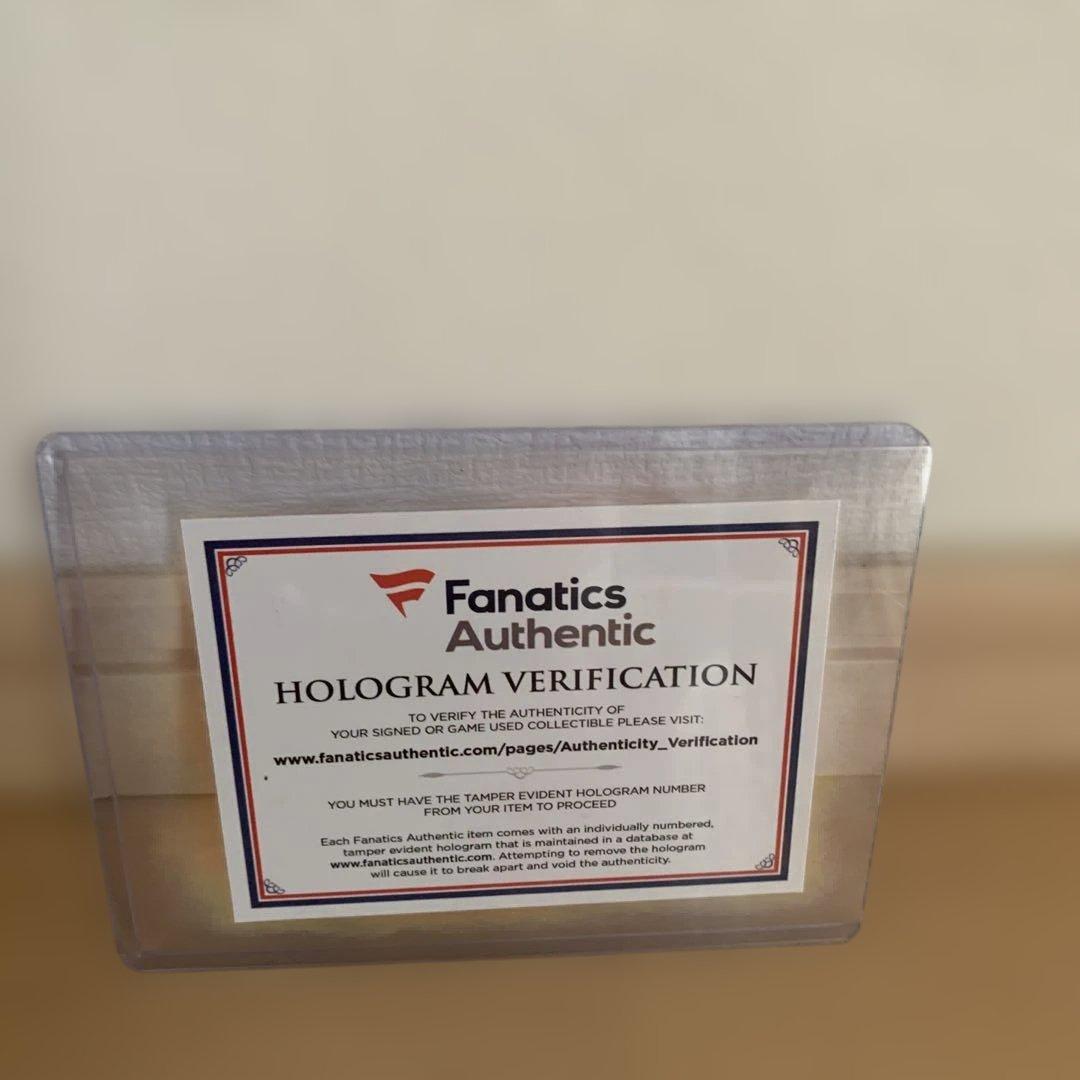 Fanatics
Authentic
HOLOGRAM VERIFICATION
TO VERIFY THE AUTHENTICITY OF
YOUR SIGNED OR GAME USED COLLECTIBLE PLEASE VISIT:
www.fanaticsauthentic.com/pages/Authenticity_Verification
YOU MUST HAVE THE TAMPER EVIDENT HOLOGRAM NUMBER
FROM YOUR ITEM TO PROCEED
Each Fanatics Authentic item comes with an individually numbered,
tamper evident hologram that is maintained in a database at
www.fanaticsauthentic.com. Attempting to remove the hologram
will cause it to break apart and void the authenticity.